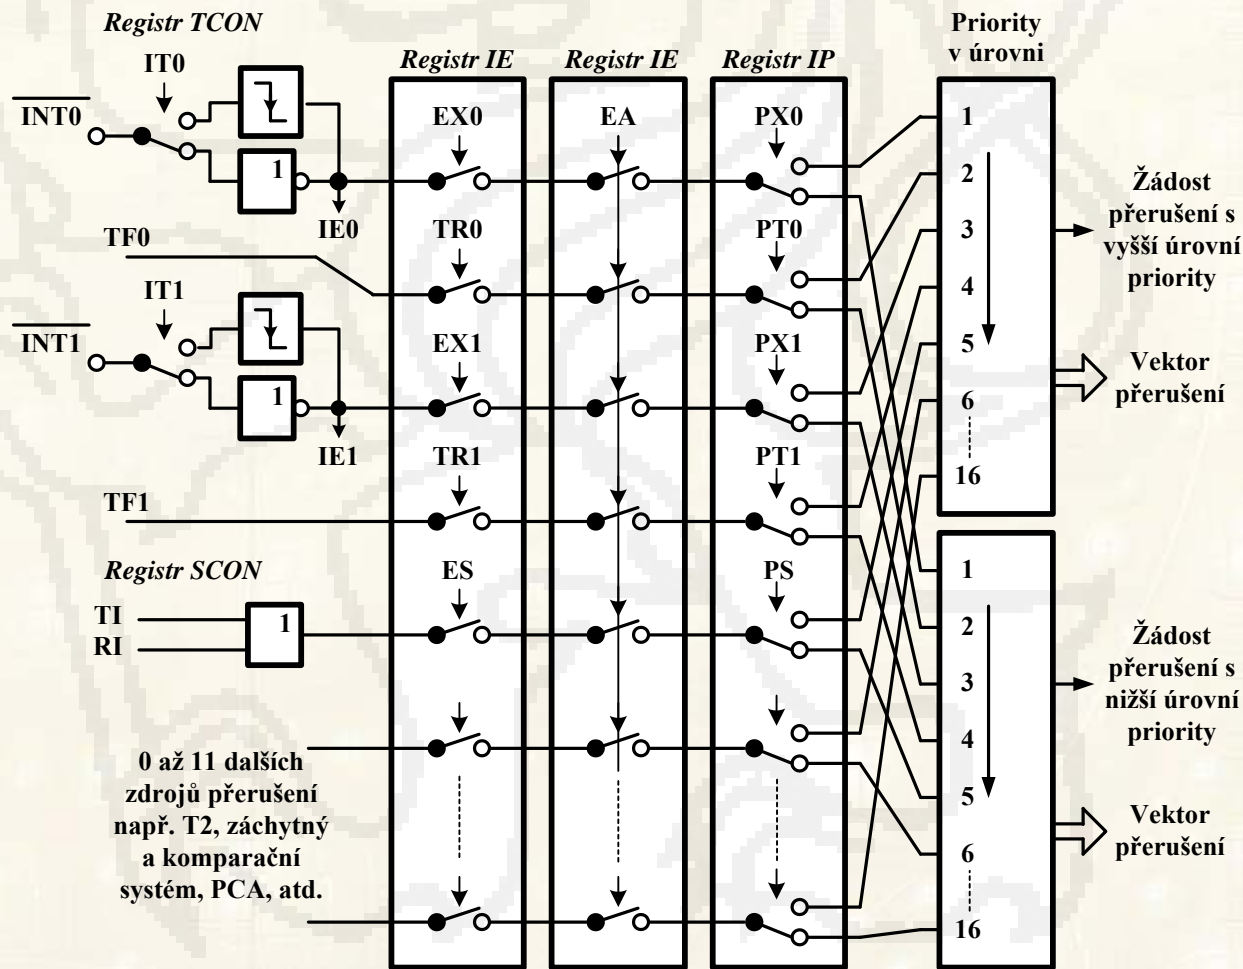 Registr TCON
Priority
v úrovni
Registr IE
Registr IE
Registr IP
IT0
INT0
1
IE0
EX0
EA
PX0
TF0
TR0
PT0
IT1
INT1
1
IE1
EX1
PX1
TR1
PT1
TF1
Registr SCON
TI
RI
1
ES
PS
0 až 11 dalších
zdrojů přerušení
např. T2, záchytný
a komparační
systém, PCA, atd.
1
2
3
4
5
6
16
Žádost
přerušení s
vyšší úrovní
priority
Vektor
přerušení
1
2
3
4
5
6
16
Žádost
přerušení s
nižší úrovní
priority
Vektor
přerušení